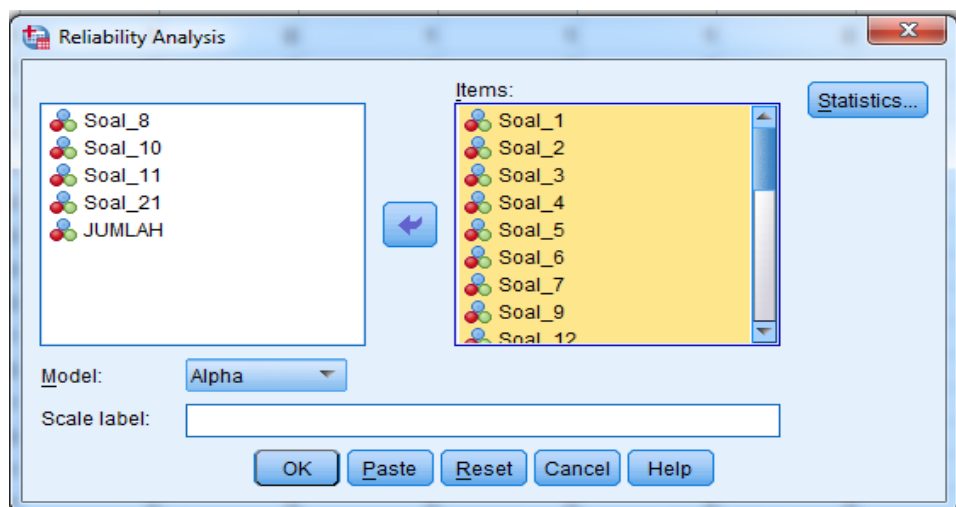 Reliability Analysis
Items:
Statistics...
Soal_8
Soal_10
Soal_11
Soal_21
JUMLAH
Soal_1
Soal_2
Soal_3
Soal_4
Soal_5
Soal_6
Soal_7
Soal_9
Soal_12
Model: Alpha
Scale label:
OK Paste Reset Cancel Help